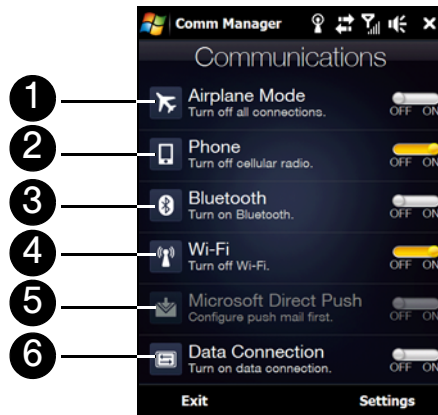 Comm Manager
Communications
1 Airplane Mode
Turn off all connections.
OFF ON
2 Phone
Turn off cellular radio.
OFF ON
3 Bluetooth
Turn on Bluetooth.
OFF ON
4 Wi-Fi
Turn off Wi-Fi.
OFF ON
5 Microsoft Direct Push
Configure push mail first.
OFF ON
6 Data Connection
Turn on data connection.
OFF ON
Exit Settings